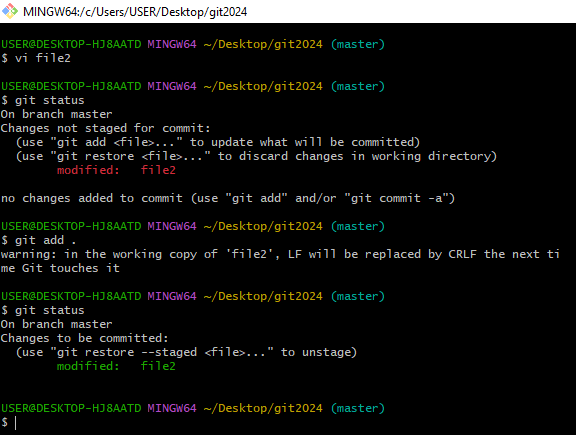 MINGW64:/c/Users/USER/Desktop/git2024
USER@DESKTOP-HJ8AATD MINGW64 ~/Desktop/git2024 (master)
$ vi file2
USER@DESKTOP-HJ8AATD MINGW64 ~/Desktop/git2024 (master)
$ git status
On branch master
Changes not staged for commit:
  (use "git add <file>..." to update what will be committed)
  (use "git restore <file>..." to discard changes in working directory)
        modified:   file2
no changes added to commit (use "git add" and/or "git commit -a")
USER@DESKTOP-HJ8AATD MINGW64 ~/Desktop/git2024 (master)
$ git add .
warning: in the working copy of 'file2', LF will be replaced by CRLF the next ti
me Git touches it
USER@DESKTOP-HJ8AATD MINGW64 ~/Desktop/git2024 (master)
$ git status
On branch master
Changes to be committed:
  (use "git restore --staged <file>..." to unstage)
        modified:   file2
USER@DESKTOP-HJ8AATD MINGW64 ~/Desktop/git2024 (master)
$